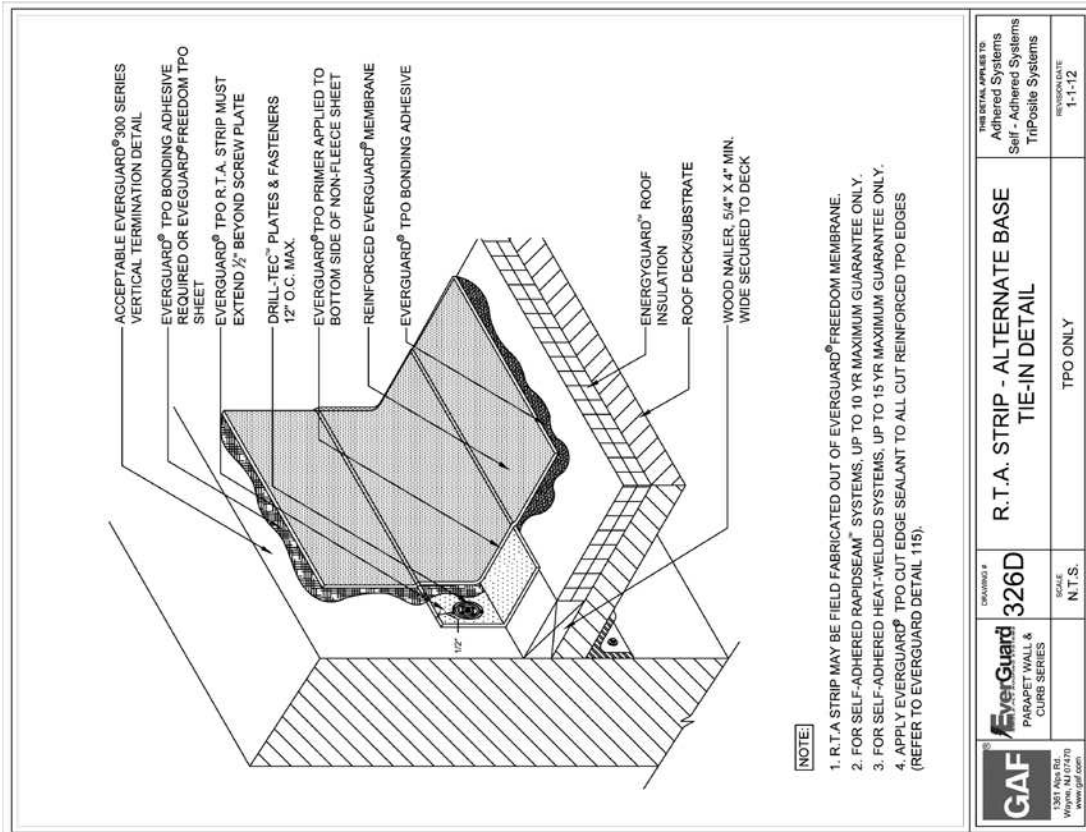 ACCEPTABLE EVERGUARD®300 SERIES
VERTICAL TERMINATION DETAIL
EVERGUARD® TPO BONDING ADHESIVE
REQUIRED OR EVEGUARD®FREEDOM TPO
SHEET
EVERGUARD® TPO R.T.A. STRIP MUST
EXTEND ½" BEYOND SCREW PLATE
DRILL-TEC™ PLATES & FASTENERS
12" O.C. MAX.
EVERGUARD®TPO PRIMER APPLIED TO
BOTTOM SIDE OF NON-FLEECE SHEET
REINFORCED EVERGUARD® MEMBRANE
EVERGUARD® TPO BONDING ADHESIVE
1/2"
ENERGYGUARD™ ROOF
INSULATION
ROOF DECK/SUBSTRATE
WOOD NAILER, 5/4" X 4" MIN.
WIDE SECURED TO DECK
NOTE:
1. R.T.A STRIP MAY BE FIELD FABRICATED OUT OF EVERGUARD®FREEDOM MEMBRANE.
2. FOR SELF-ADHERED RAPIDSEAM™ SYSTEMS, UP TO 10 YR MAXIMUM GUARANTEE ONLY.
3. FOR SELF-ADHERED HEAT-WELDED SYSTEMS, UP TO 15 YR MAXIMUM GUARANTEE ONLY.
4. APPLY EVERGUARD® TPO CUT EDGE SEALANT TO ALL CUT REINFORCED TPO EDGES
(REFER TO EVERGUARD DETAIL 115).
GAF®
1361 Alps Rd.
Wayne, NJ 07470
www.gaf.com
EverGuard
PARAPET WALL &
CURB SERIES
DRAWING #
326D
SCALE
N.T.S.
R.T.A. STRIP - ALTERNATE BASE
TIE-IN DETAIL
TPO ONLY
THIS DETAIL APPLIES TO:
Adhered Systems
Self - Adhered Systems
TriPosite Systems
REVISION DATE
1-1-12